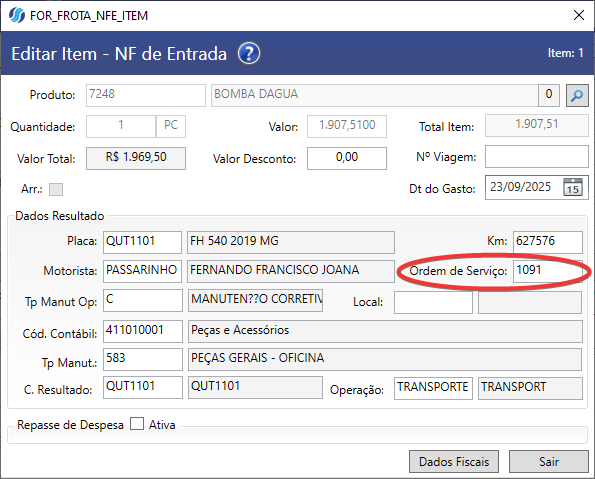 FOR_FROTA_NFE_ITEM
Editar Item - NF de Entrada ? Item: 1
Produto: 7248 BOMBA DAGUA 0
Quantidade: 1 PC Valor: 1.907,5100 Total Item: 1.907,51
Valor Total: R$ 1.969,50 Valor Desconto: 0,00 Nº Viagem:
Arr.: Dt do Gasto: 23/09/2025 15
Dados Resultado
Placa: QUT1101 FH 540 2019 MG Km: 627576
Motorista: PASSARINHO FERNANDO FRANCISCO JOANA Ordem de Serviço: 1091
Tp Manut Op: C MANUTEN??O CORRETIV Local:
Cód. Contábil: 411010001 Peças e Acessórios
Tp Manut.: 583 PEÇAS GERAIS - OFICINA
C. Resultado: QUT1101 QUT1101 Operação: TRANSPORTE TRANSPORT
Repasse de Despesa Ativa
Dados Fiscais Sair